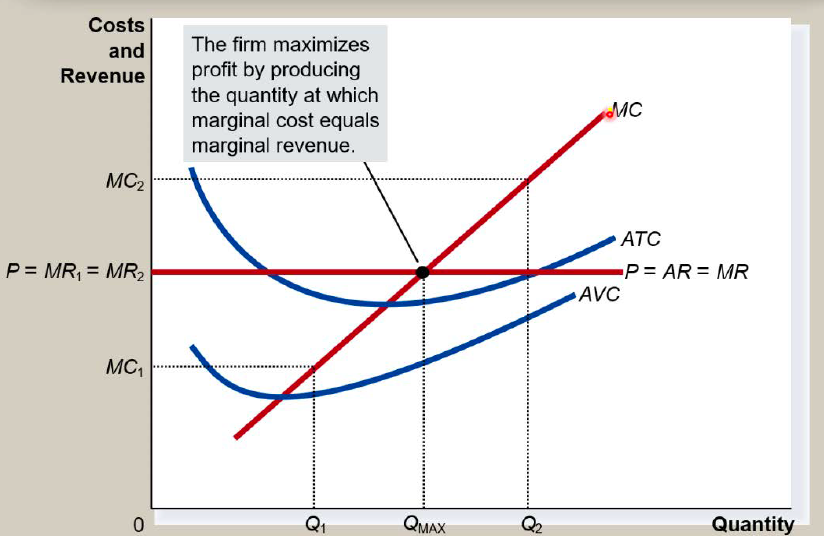 Costs
and
Revenue
The firm maximizes
profit by producing
the quantity at which
marginal cost equals
marginal revenue.
MC
MC₂
ATC
P = MR₁ = MR₂
P = AR = MR
AVC
MC₁
0
Q₁
QMAX
Q₂
Quantity